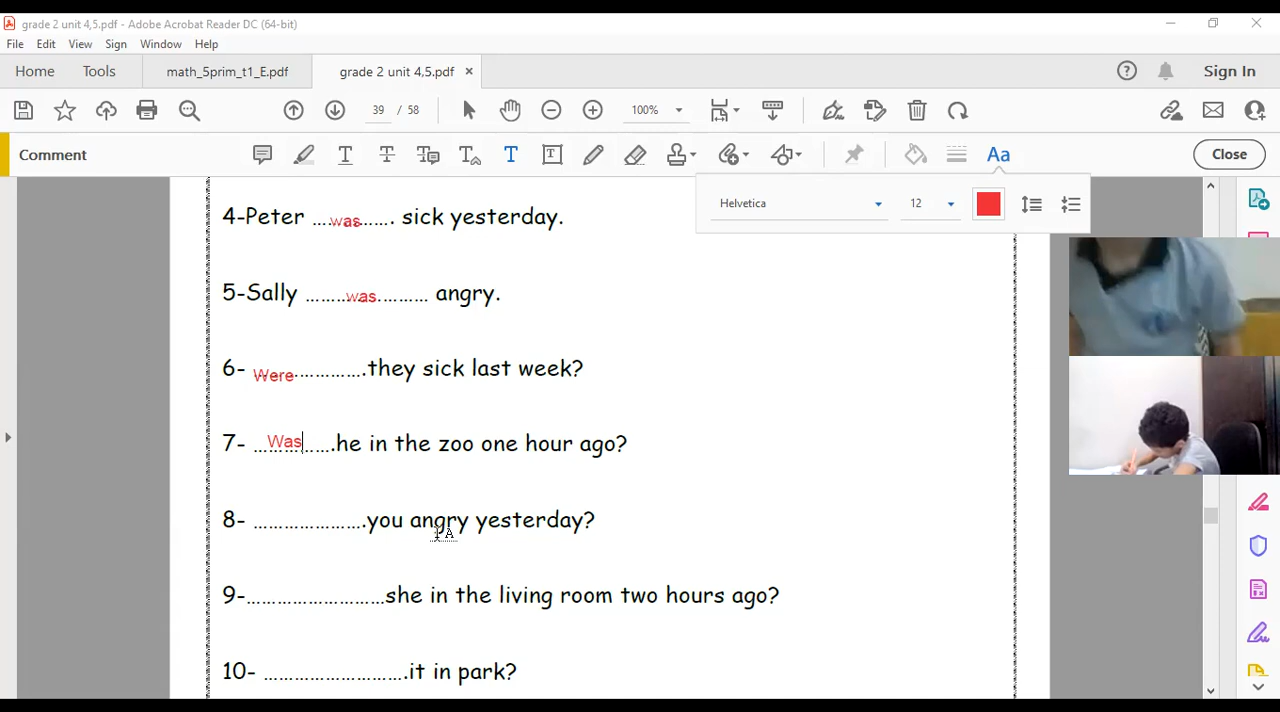 grade 2 unit 4,5.pdf - Adobe Acrobat Reader DC (64-bit)
File Edit View Sign Window Help
Home Tools math_5prim_t1_E.pdf grade 2 unit 4,5.pdf × Sign In
39 / 58 100%
Comment Aa Close
Helvetica 12
4-Peter ....was....... sick yesterday.
5-Sally ........was.......... angry.
6- Were...............they sick last week?
7- ...Was.....he in the zoo one hour ago?
8- ......................you angry yesterday?
9-........................she in the living room two hours ago?
10- ...........................it in park?